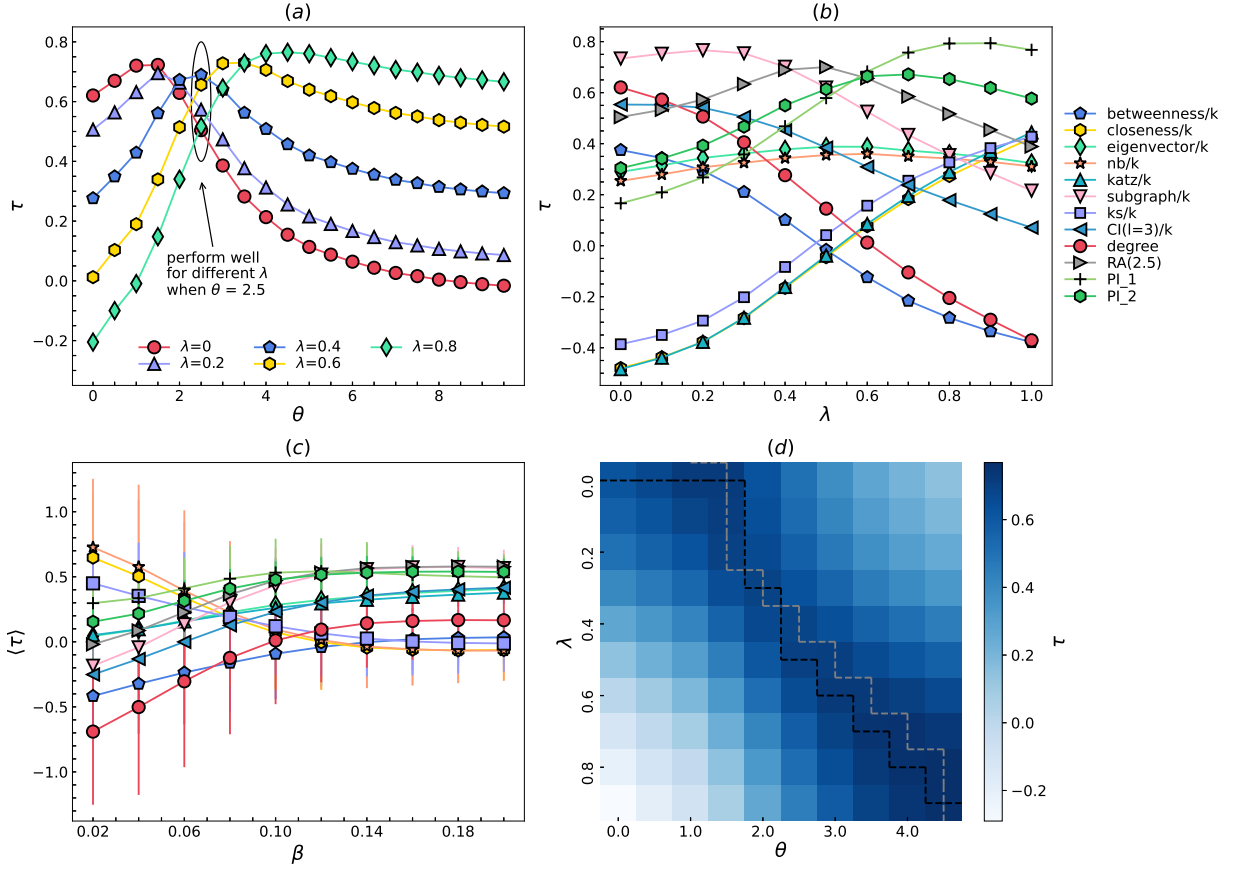 (a)
τ
0.8
0.6
0.4
0.2
0.0
−0.2
0
2
4
6
8
θ
perform well
for different λ
when θ = 2.5
λ=0
λ=0.2
λ=0.4
λ=0.6
λ=0.8
(b)
τ
0.8
0.6
0.4
0.2
0.0
−0.2
−0.4
0.0
0.2
0.4
0.6
0.8
1.0
λ
betweenness/k
closeness/k
eigenvector/k
nb/k
katz/k
subgraph/k
ks/k
CI(l=3)/k
degree
RA(2.5)
PI_1
PI_2
(c)
⟨τ⟩
1.0
0.5
0.0
−0.5
−1.0
0.02
0.06
0.10
0.14
0.18
β
(d)
λ
0.0
0.2
0.4
0.6
0.8
0.0
1.0
2.0
3.0
4.0
θ
0.6
0.4
0.2
0.0
−0.2
τ